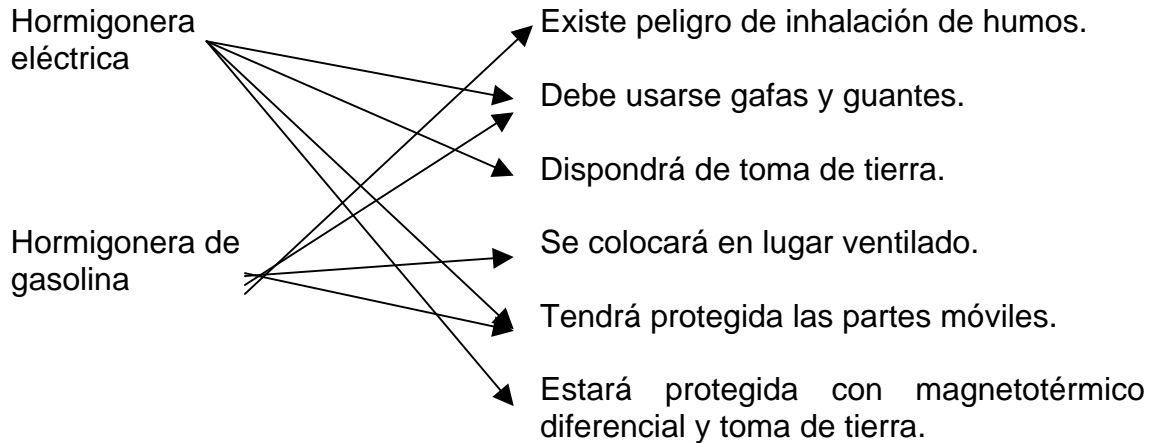 Hormigonera
eléctrica
Existe peligro de inhalación de humos.
Debe usarse gafas y guantes.
Dispondrá de toma de tierra.
Hormigonera de
gasolina
Se colocará en lugar ventilado.
Tendrá protegida las partes móviles.
Estará protegida con magnetotérmico
diferencial y toma de tierra.